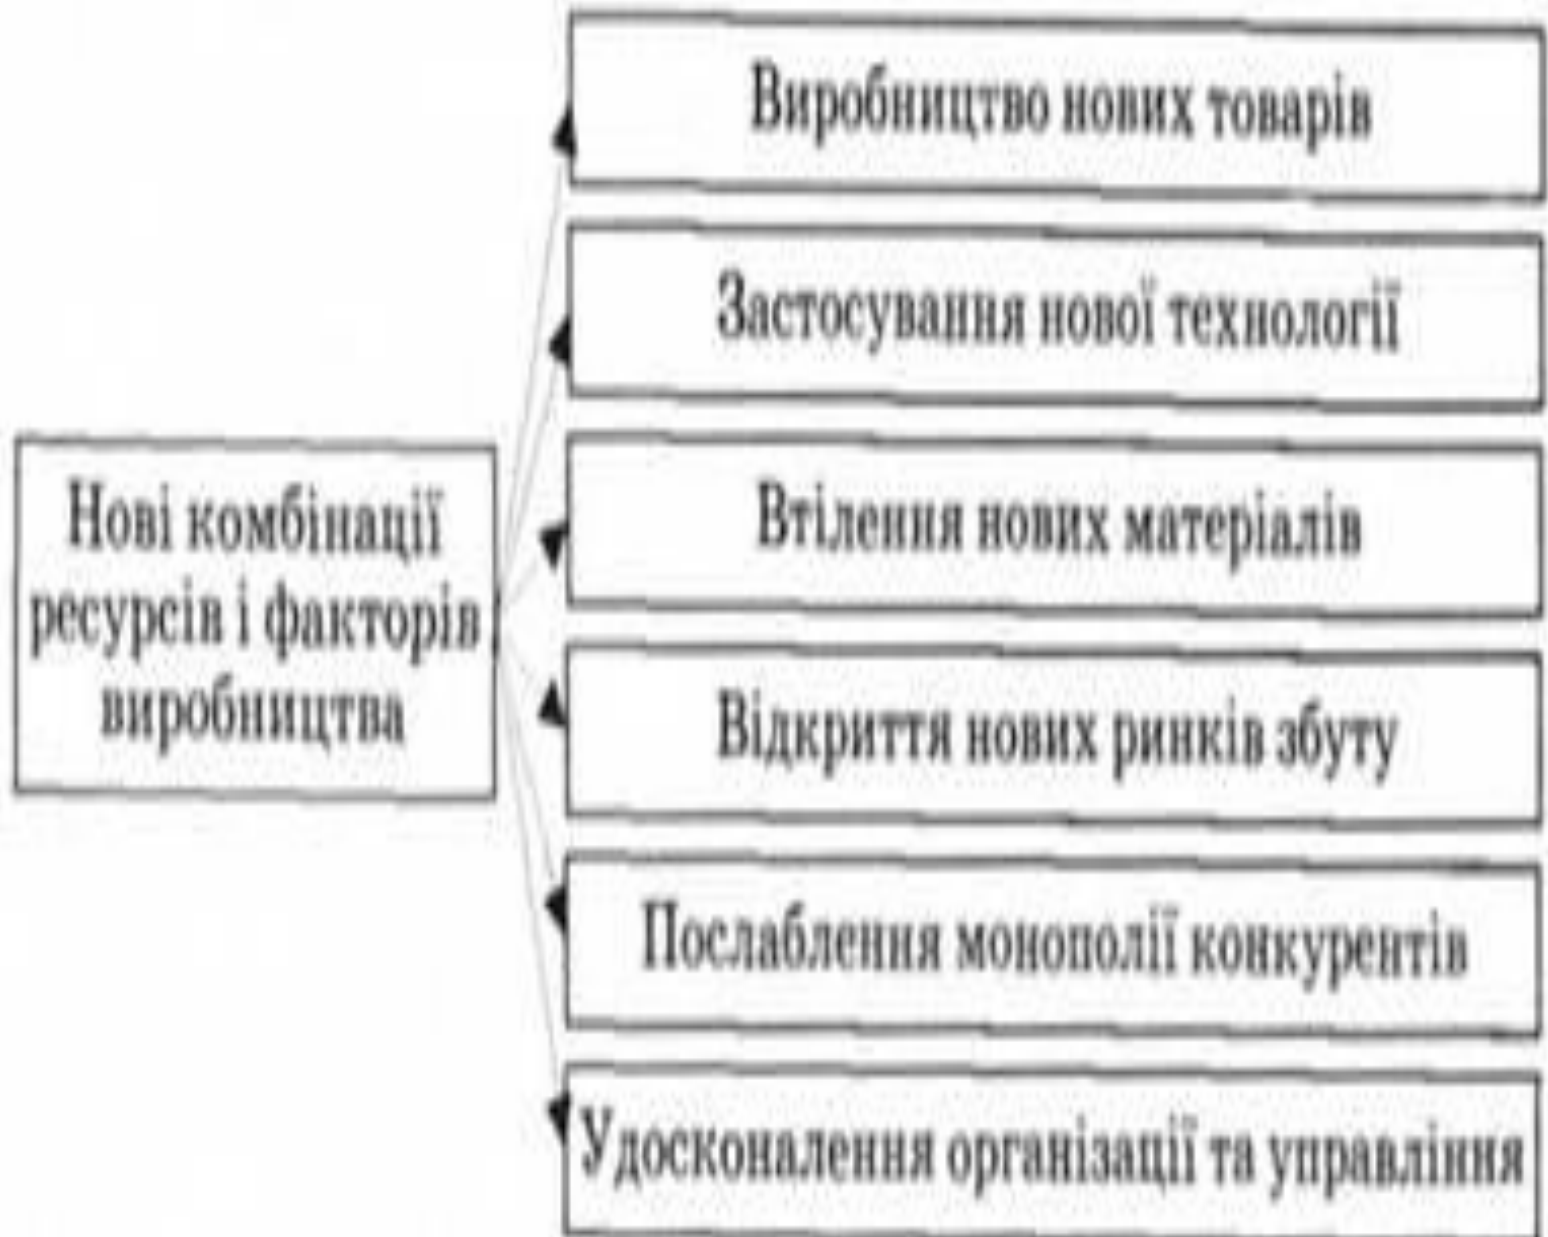 Нові комбінації
ресурсів і факторів
виробництва
Виробництво нових товарів
Застосування нової технології
Втілення нових матеріалів
Відкриття нових ринків збуту
Послаблення монополії конкурентів
Удосконалення організації та управління